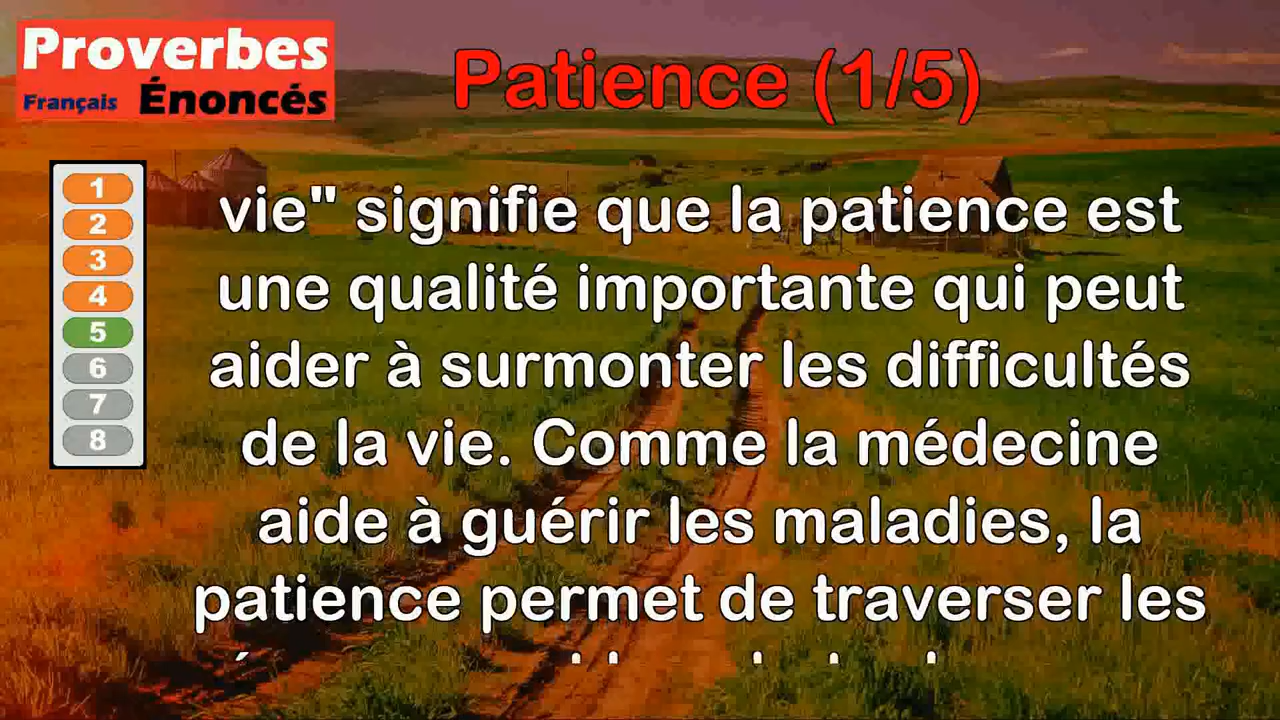 Proverbes
Français Énoncés
Patience (1/5)
1
2
3
4
5
6
7
8
vie" signifie que la patience est
une qualité importante qui peut
aider à surmonter les difficultés
de la vie. Comme la médecine
aide à guérir les maladies, la
patience permet de traverser les